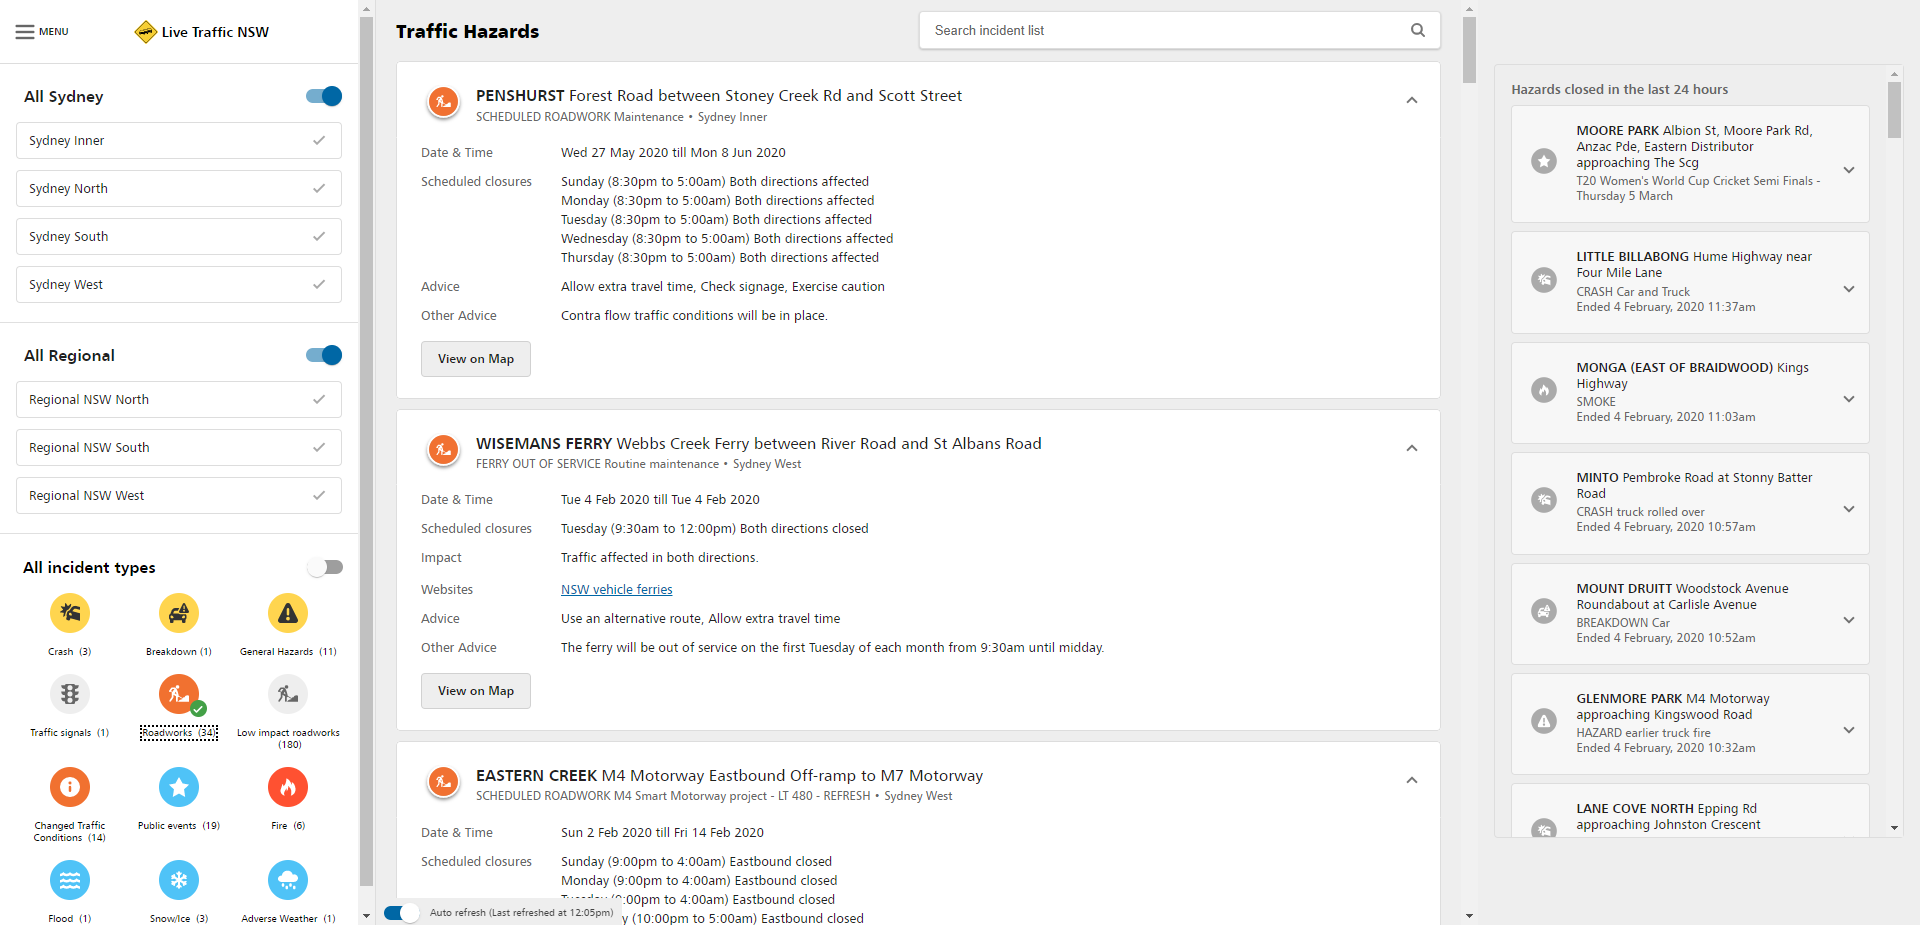 MENU
Live Traffic NSW
All Sydney
Sydney Inner
Sydney North
Sydney South
Sydney West
All Regional
Regional NSW North
Regional NSW South
Regional NSW West
All incident types
Crash (3)
Breakdown (1)
General Hazards (11)
Traffic signals (1)
Roadworks (34)
Low impact roadworks
(180)
Changed Traffic
Conditions (14)
Public events (19)
Fire (6)
Flood (1)
Snow/Ice (3)
Adverse Weather (1)
Traffic Hazards
Search incident list
PENSHURST Forest Road between Stoney Creek Rd and Scott Street
SCHEDULED ROADWORK Maintenance • Sydney Inner
Date & Time Wed 27 May 2020 till Mon 8 Jun 2020
Scheduled closures Sunday (8:30pm to 5:00am) Both directions affected
Monday (8:30pm to 5:00am) Both directions affected
Tuesday (8:30pm to 5:00am) Both directions affected
Wednesday (8:30pm to 5:00am) Both directions affected
Thursday (8:30pm to 5:00am) Both directions affected
Advice Allow extra travel time, Check signage, Exercise caution
Other Advice Contra flow traffic conditions will be in place.
View on Map
WISEMANS FERRY Webbs Creek Ferry between River Road and St Albans Road
FERRY OUT OF SERVICE Routine maintenance • Sydney West
Date & Time Tue 4 Feb 2020 till Tue 4 Feb 2020
Scheduled closures Tuesday (9:30am to 12:00pm) Both directions closed
Impact Traffic affected in both directions.
Websites NSW vehicle ferries
Advice Use an alternative route, Allow extra travel time
Other Advice The ferry will be out of service on the first Tuesday of each month from 9:30am until midday.
View on Map
EASTERN CREEK M4 Motorway Eastbound Off-ramp to M7 Motorway
SCHEDULED ROADWORK M4 Smart Motorway project - LT 480 - REFRESH • Sydney West
Date & Time Sun 2 Feb 2020 till Fri 14 Feb 2020
Scheduled closures Sunday (9:00pm to 4:00am) Eastbound closed
Monday (9:00pm to 4:00am) Eastbound closed
Tuesday (9:00pm to 4:00am) Eastbound closed
y (10:00pm to 5:00am) Eastbound closed
Auto refresh (Last refreshed at 12:05pm)
Hazards closed in the last 24 hours
MOORE PARK Albion St, Moore Park Rd,
Anzac Pde, Eastern Distributor
approaching The Scg
T20 Women's World Cup Cricket Semi Finals -
Thursday 5 March
LITTLE BILLABONG Hume Highway near
Four Mile Lane
CRASH Car and Truck
Ended 4 February, 2020 11:37am
MONGA (EAST OF BRAIDWOOD) Kings
Highway
SMOKE
Ended 4 February, 2020 11:03am
MINTO Pembroke Road at Stonny Batter
Road
CRASH truck rolled over
Ended 4 February, 2020 10:57am
MOUNT DRUITT Woodstock Avenue
Roundabout at Carlisle Avenue
BREAKDOWN Car
Ended 4 February, 2020 10:52am
GLENMORE PARK M4 Motorway
approaching Kingswood Road
HAZARD earlier truck fire
Ended 4 February, 2020 10:32am
LANE COVE NORTH Epping Rd
approaching Johnston Crescent